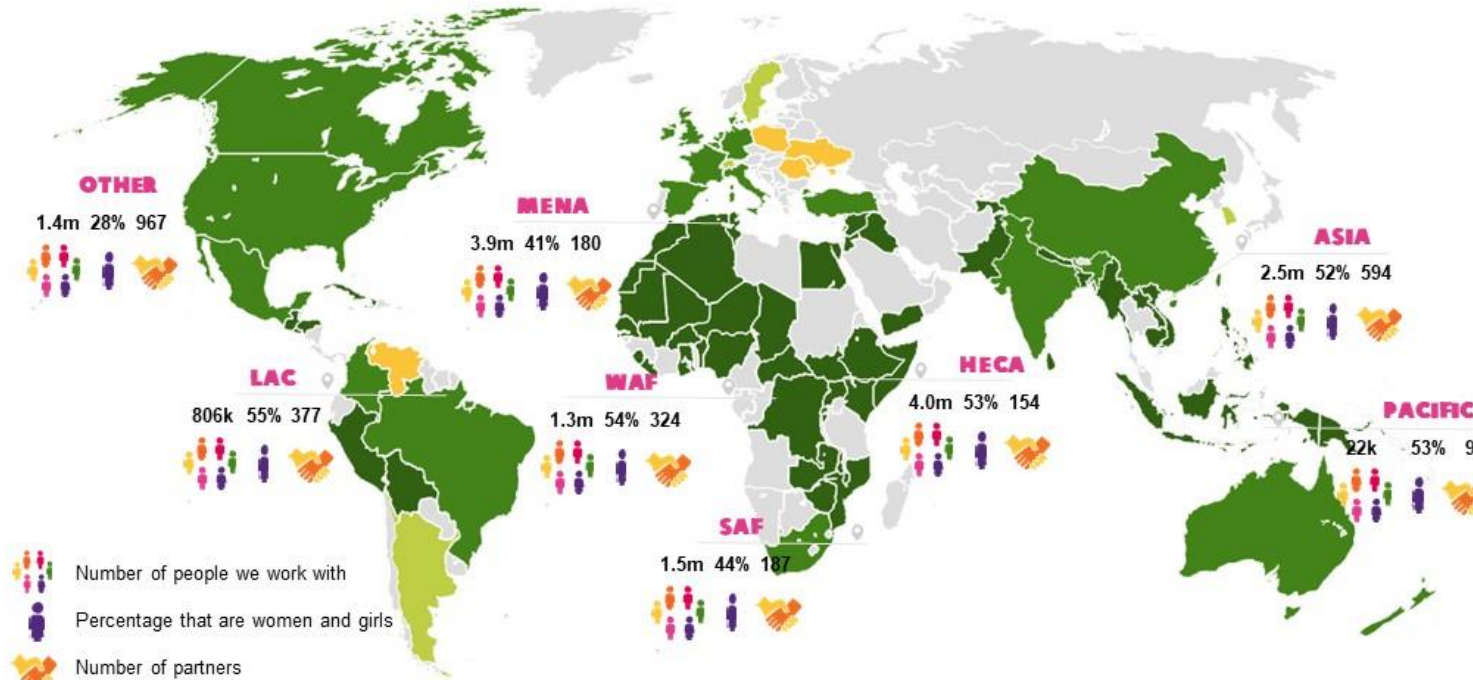 OTHER
1.4m 28% 967
MENA
3.9m 41% 180
ASIA
2.5m 52% 594
LAC
806k 55% 377
WAF
1.3m 54% 324
HECA
4.0m 53% 154
PACIFIC
22k 53% 9
SAF
1.5m 44% 187
Number of people we work with
Percentage that are women and girls
Number of partners